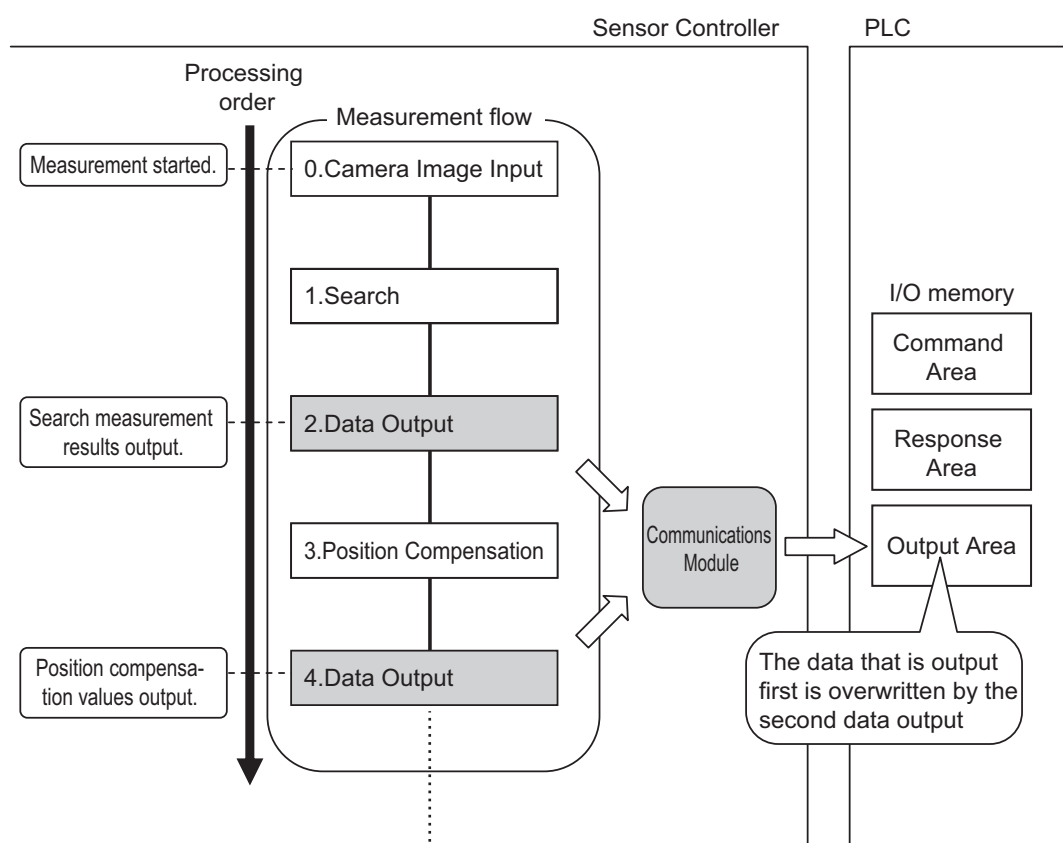 Sensor Controller
PLC
Processing
order
Measurement flow
Measurement started.
0.Camera Image Input
1.Search
I/O memory
Command
Area
Search measurement
results output.
2.Data Output
Response
Area
3.Position Compensation
Communications
Module
Output Area
Position compensa-
tion values output.
4.Data Output
The data that is output
first is overwritten by the
second data output